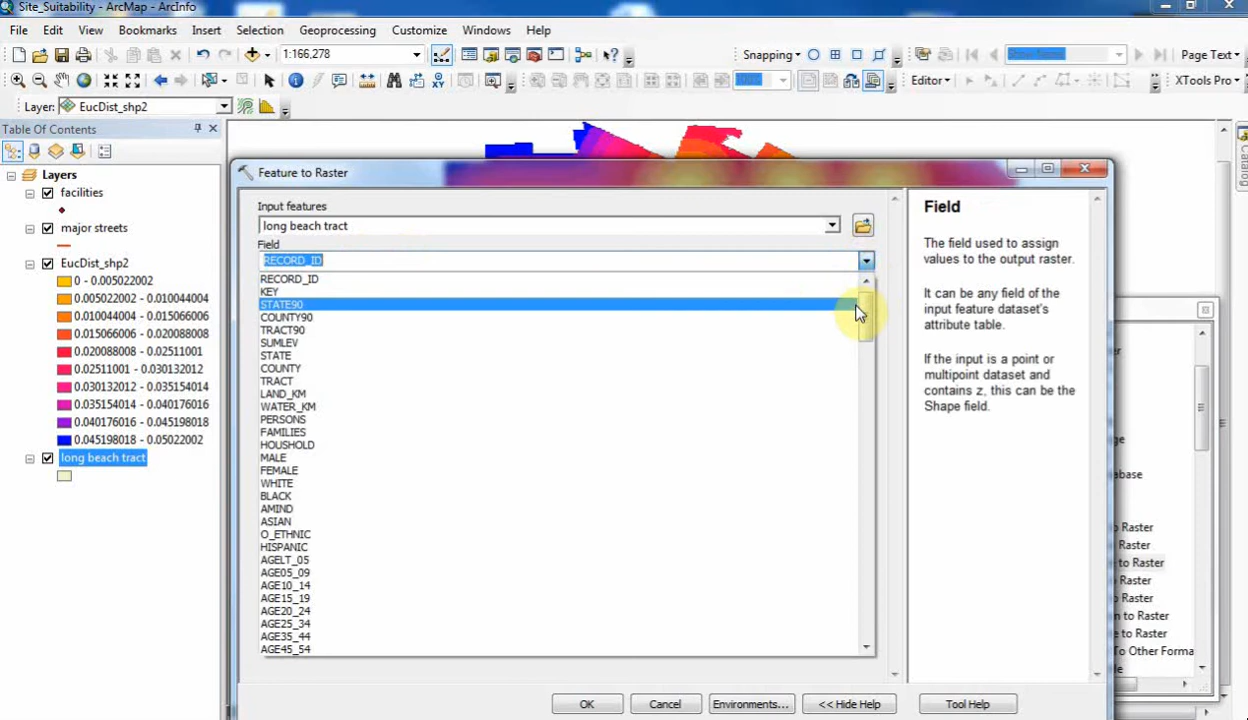 Site_Suitability - ArcMap - ArcInfo
File Edit View Bookmarks Insert Selection Geoprocessing Customize Windows Help
1:166,278 Snapping Page Text
Editor XTools Pro
Layer: EucDist_shp2
Table Of Contents
Layers
facilities
major streets
EucDist_shp2
0 - 0.005022002
0.005022002 - 0.010044004
0.010044004 - 0.015066006
0.015066006 - 0.020088008
0.020088008 - 0.02511001
0.02511001 - 0.030132012
0.030132012 - 0.035154014
0.035154014 - 0.040176016
0.040176016 - 0.045198018
0.045198018 - 0.05022002
long beach tract
Feature to Raster
Input features
long beach tract
Field
RECORD_ID
RECORD_ID
KEY
STATE90
COUNTY90
TRACT90
SUMLEV
STATE
COUNTY
TRACT
LAND_KM
WATER_KM
PERSONS
FAMILIES
HOUSHOLD
MALE
FEMALE
WHITE
BLACK
AMIND
ASIAN
O_ETHNIC
HISPANIC
AGELT_05
AGE05_09
AGE10_14
AGE15_19
AGE20_24
AGE25_34
AGE35_44
AGE45_54
OK Cancel Environments... << Hide Help Tool Help
Field
The field used to assign
values to the output raster.
It can be any field of the
input feature dataset's
attribute table.
If the input is a point or
multipoint dataset and
contains z, this can be the
Shape field.
Catalog
abase
to Raster
to Raster
to Raster
to Raster
to Raster
n to Raster
e to Raster
To Other Forma